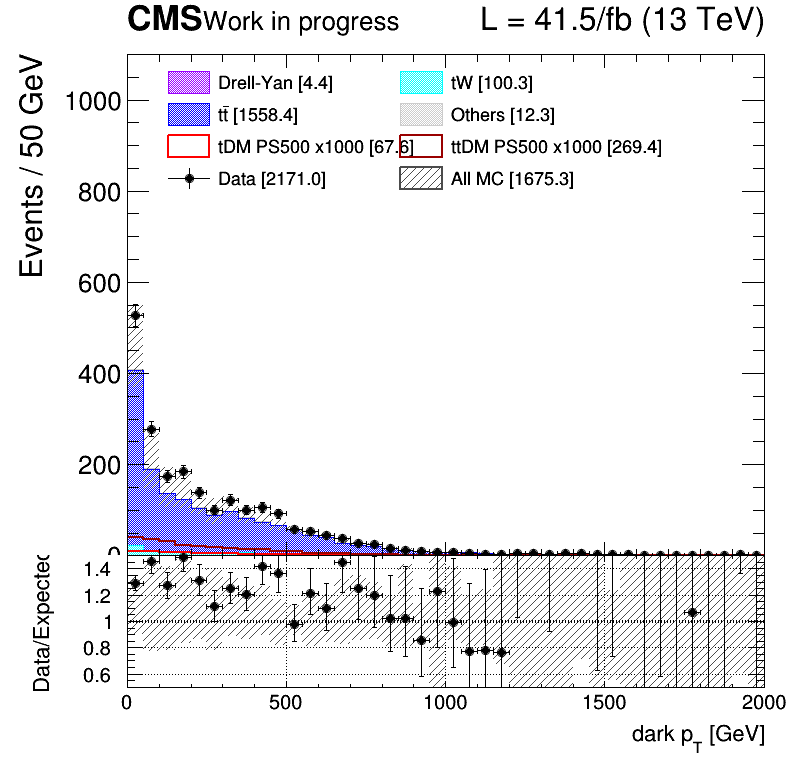 CMS Work in progress L = 41.5/fb (13 TeV)
Events / 50 GeV
Drell-Yan [4.4] tW [100.3]
tt̄ [1558.4] Others [12.3]
tDM PS500 x1000 [67.6] ttDM PS500 x1000 [269.4]
Data [2171.0] All MC [1675.3]
1000
800
600
400
200
0
Data/Expected
1.4
1.2
1
0.8
0.6
0 500 1000 1500 2000
dark pT [GeV]